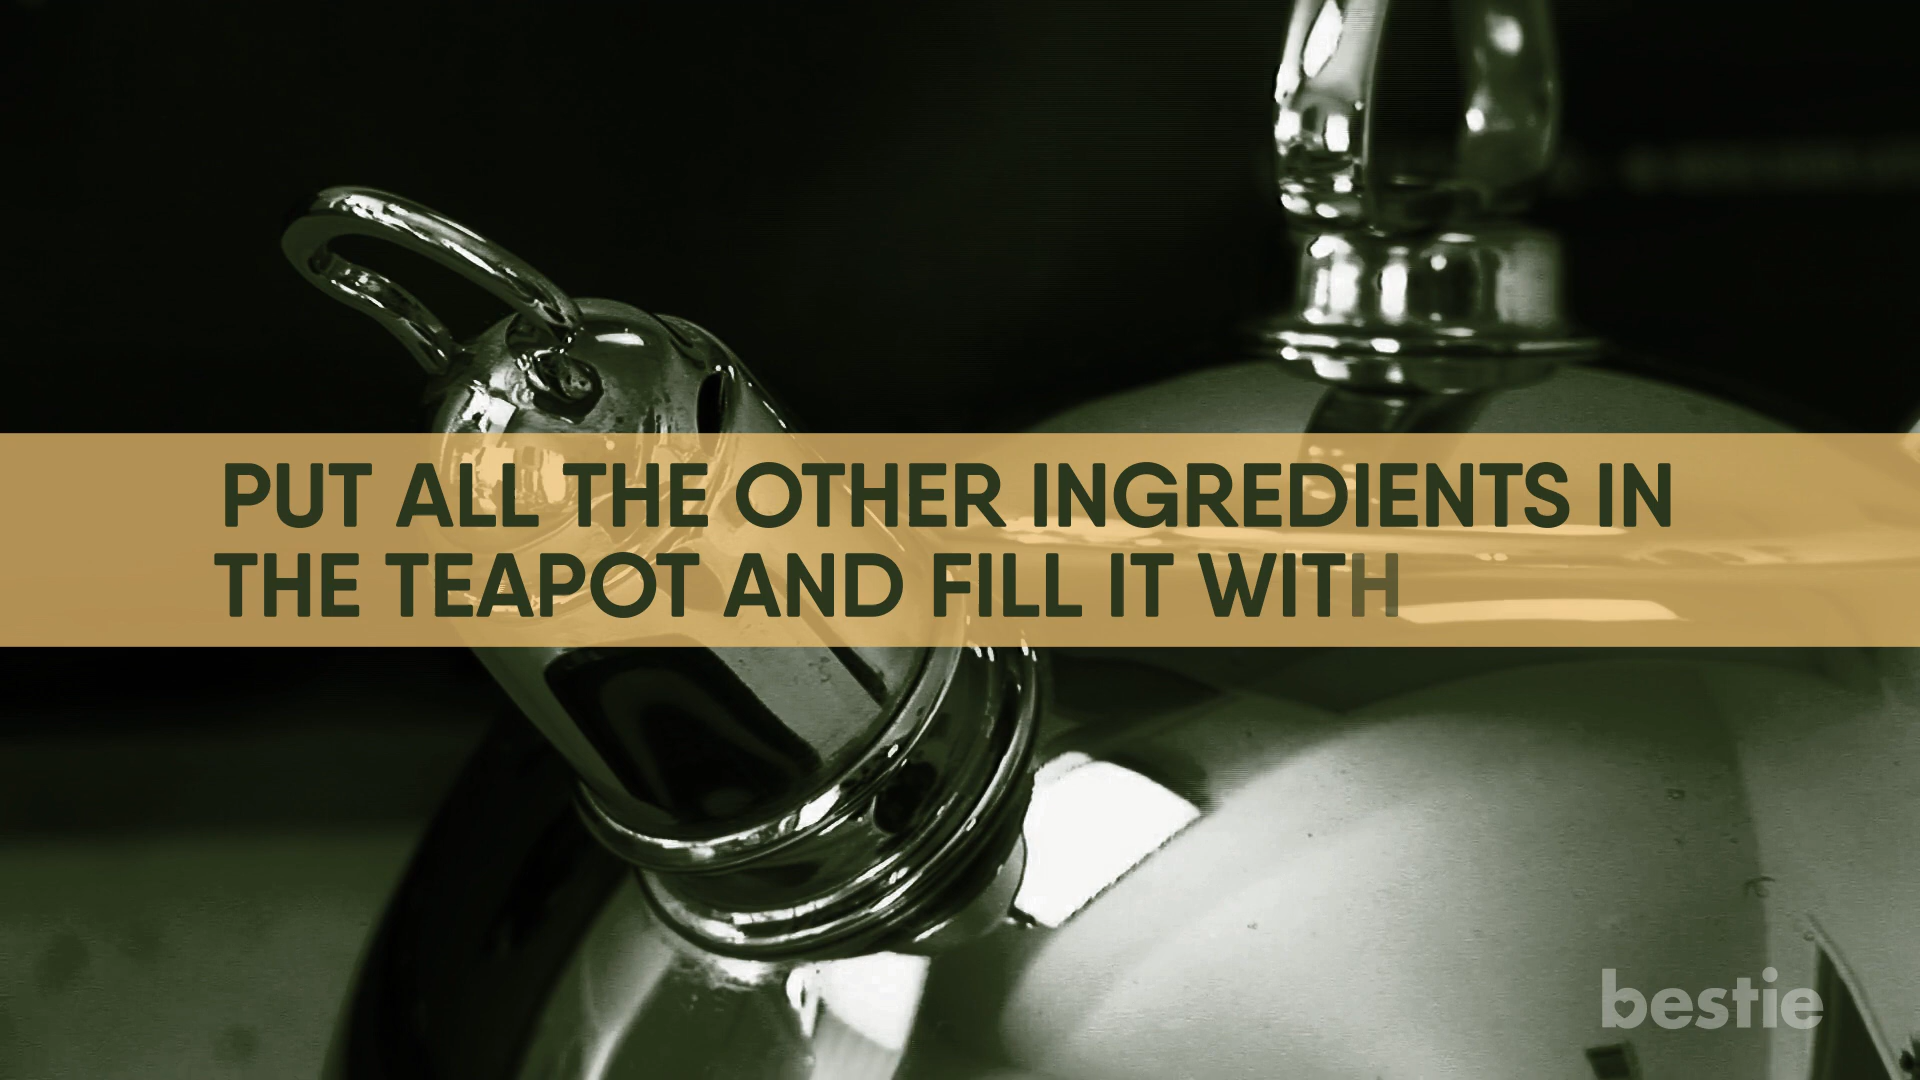 PUT ALL THE OTHER INGREDIENTS IN
THE TEAPOT AND FILL IT WITH
bestie